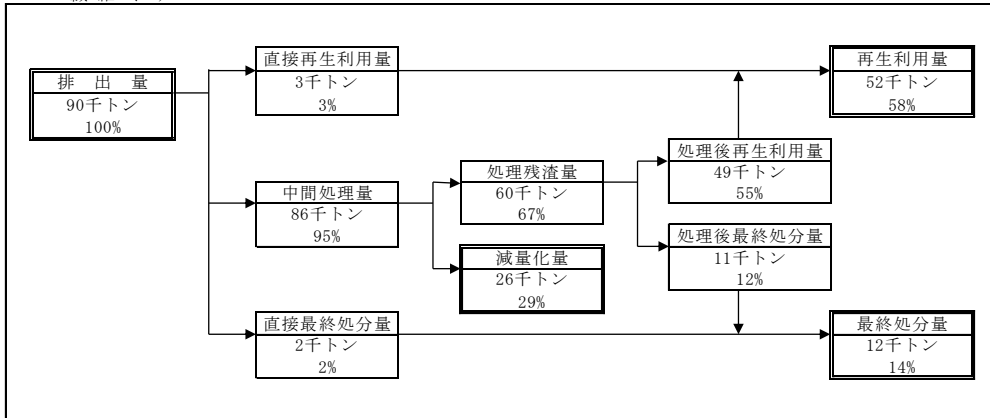 排 出 量
90千トン
100%
直接再生利用量
3千トン
3%
中間処理量
86千トン
95%
直接最終処分量
2千トン
2%
処理残渣量
60千トン
67%
減量化量
26千トン
29%
処理後再生利用量
49千トン
55%
処理後最終処分量
11千トン
12%
再生利用量
52千トン
58%
最終処分量
12千トン
14%